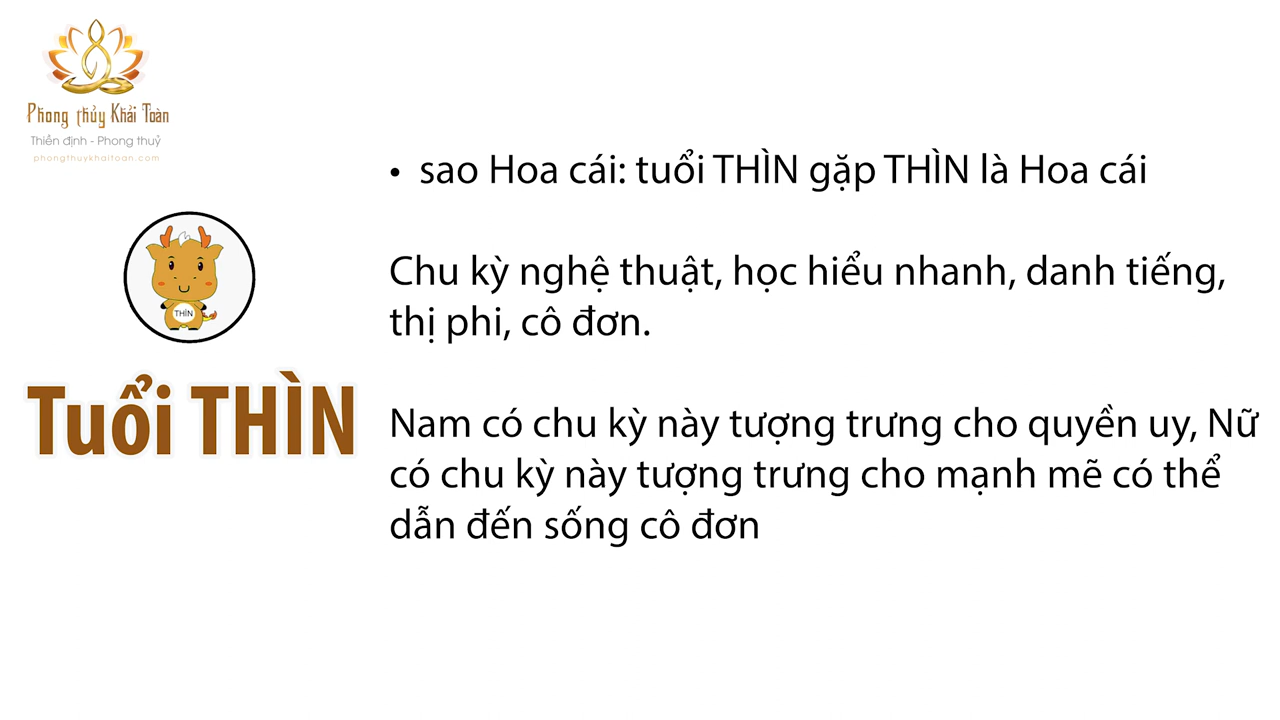 Phong thủy Khải Toàn
Thiền định - Phong thuỷ
phongthuykhaitoan.com
• sao Hoa cái: tuổi THÌN gặp THÌN là Hoa cái
Chu kỳ nghệ thuật, học hiểu nhanh, danh tiếng,
thị phi, cô đơn.
THÌN
Tuổi THÌN
Nam có chu kỳ này tượng trưng cho quyền uy, Nữ
có chu kỳ này tượng trưng cho mạnh mẽ có thể
dẫn đến sống cô đơn